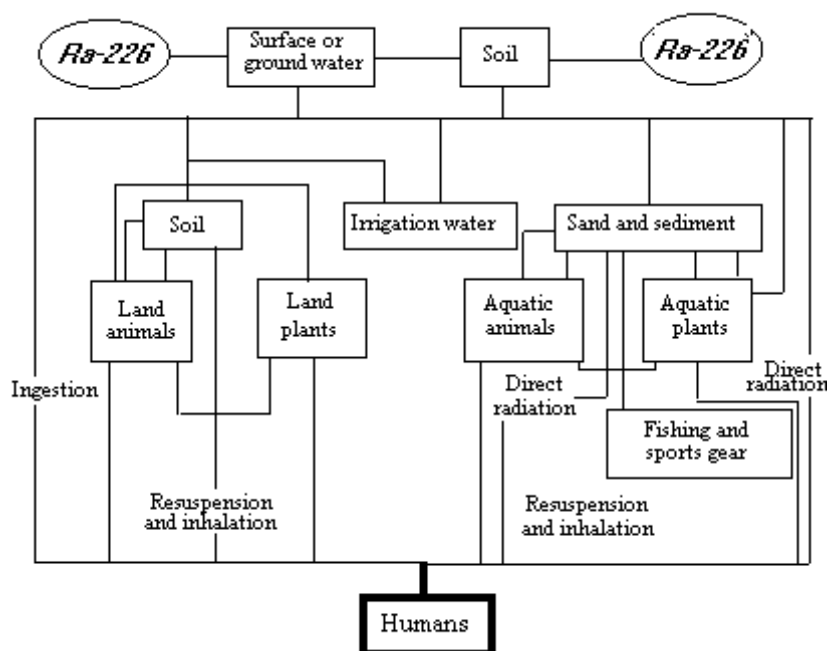 Ra-226
Surface or
ground water
Soil
Ra-226
Soil
Irrigation water
Sand and sediment
Land
animals
Land
plants
Aquatic
animals
Aquatic
plants
Ingestion
Direct
radiation
Direct
radiation
Fishing and
sports gear
Resuspension
and inhalation
Resuspension
and inhalation
Humans